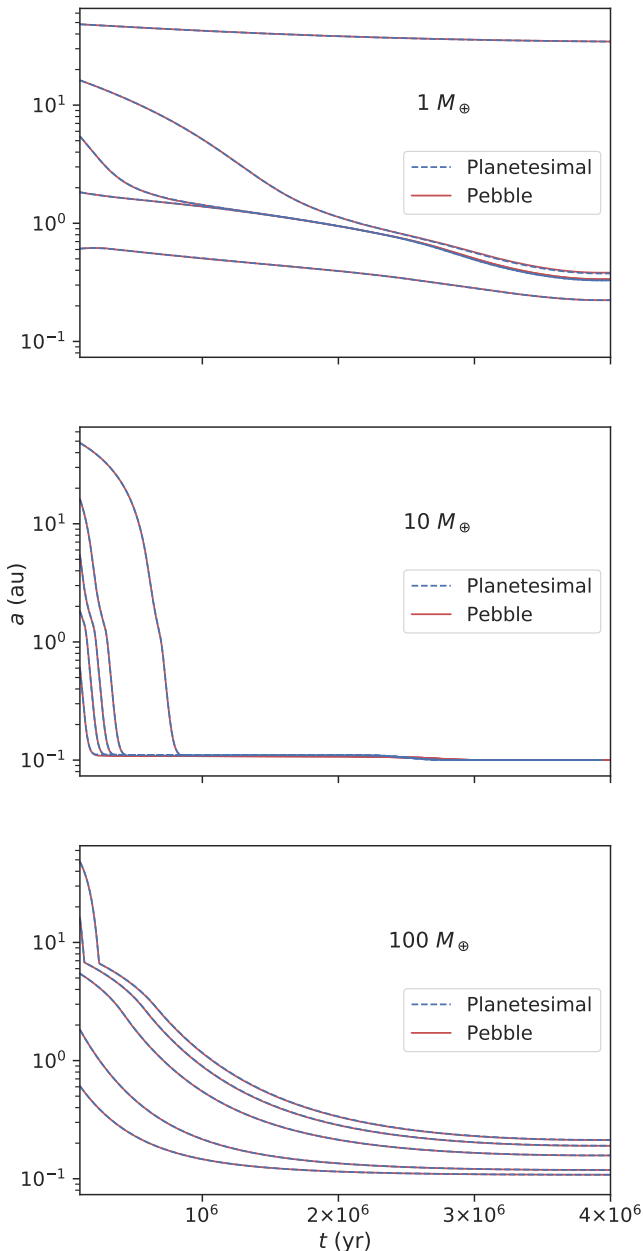 10¹
1 M⊕
Planetesimal
Pebble
10⁰
10⁻¹
10¹
10 M⊕
Planetesimal
Pebble
a (au)
10⁰
10⁻¹
10¹
100 M⊕
Planetesimal
Pebble
10⁰
10⁻¹
10⁶ 2×10⁶ 3×10⁶ 4×10⁶
t (yr)